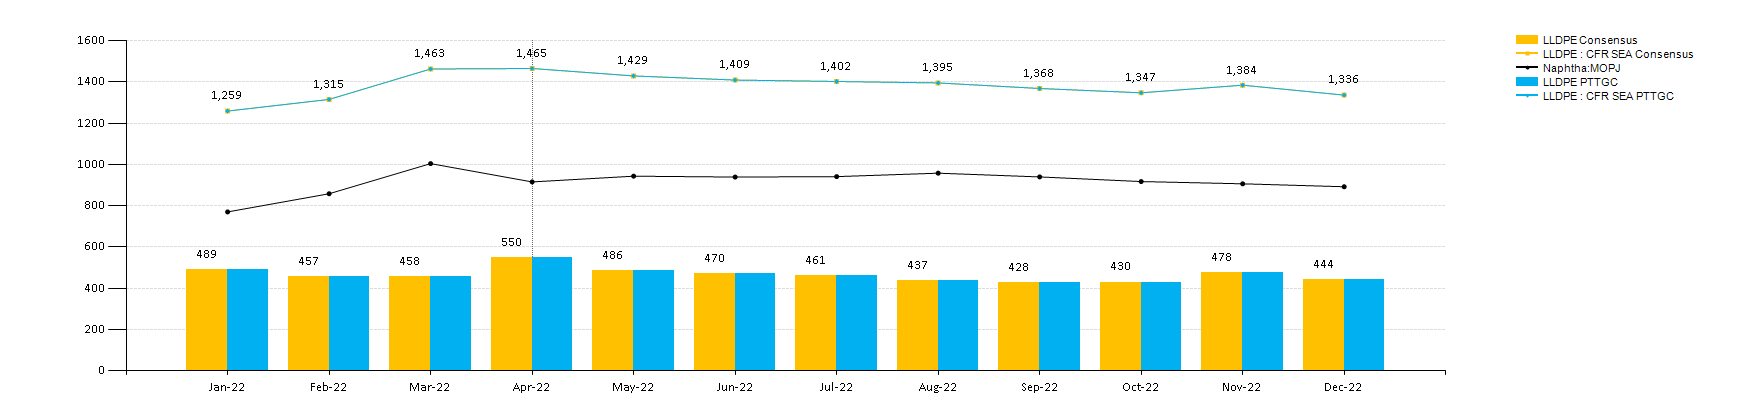 1600
1400
1200
1000
800
600
400
200
0
1,259
1,315
1,463
1,465
1,429
1,409
1,402
1,395
1,368
1,347
1,384
1,336
489
457
458
550
486
470
461
437
428
430
478
444
Jan-22
Feb-22
Mar-22
Apr-22
May-22
Jun-22
Jul-22
Aug-22
Sep-22
Oct-22
Nov-22
Dec-22
LLDPE Consensus
LLDPE : CFR SEA Consensus
Naphtha:MOPJ
LLDPE PTTGC
LLDPE : CFR SEA PTTGC